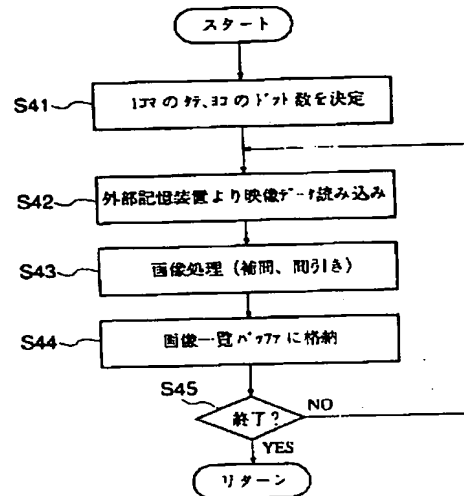 スタート
S41
1コマのタテ、ヨコのドット数を決定
S42
外部記憶装置より映像データ読み込み
S43
画像処理(補間、間引き)
S44
画像一覧バッファに格納
S45
終了?
NO
YES
リターン